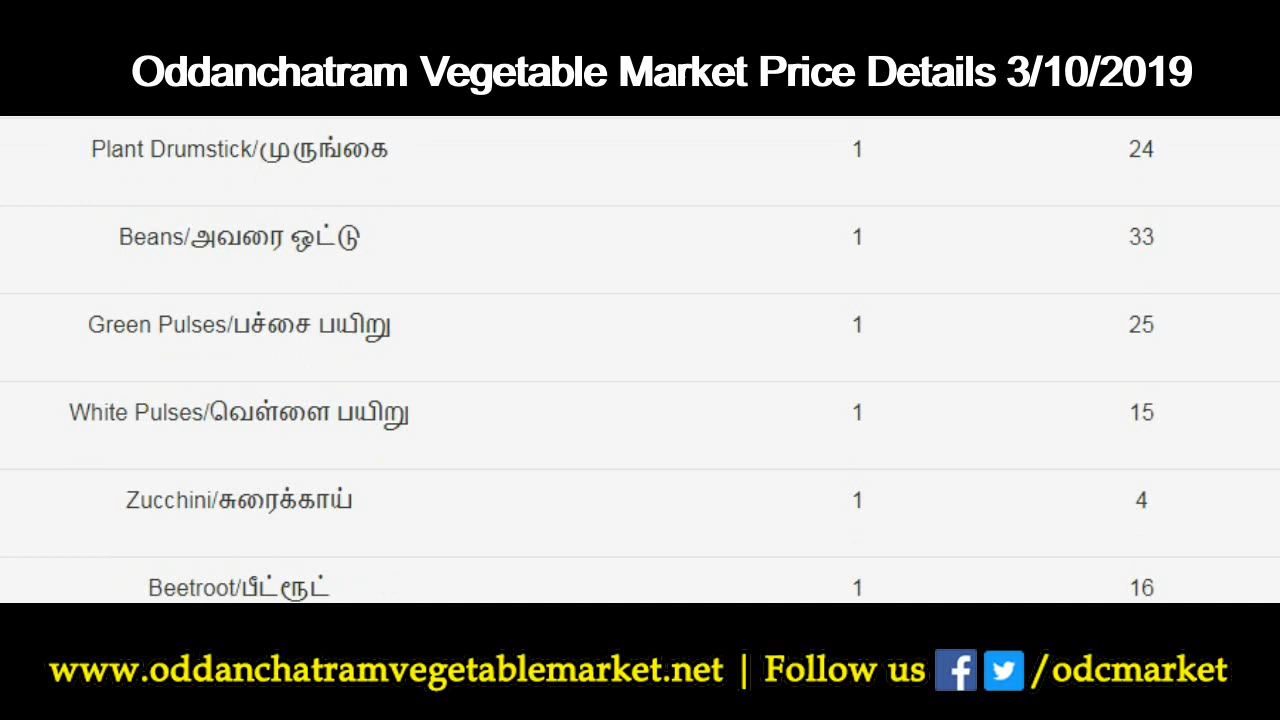 Oddanchatram Vegetable Market Price Details 3/10/2019
Plant Drumstick/முருங்கை 1 24
Beans/அவரை ஒட்டு 1 33
Green Pulses/பச்சை பயிறு 1 25
White Pulses/வெள்ளை பயிறு 1 15
Zucchini/சுரைக்காய் 1 4
Beetroot/பீட்ரூட் 1 16
www.oddanchatramvegetablemarket.net | Follow us /odcmarket